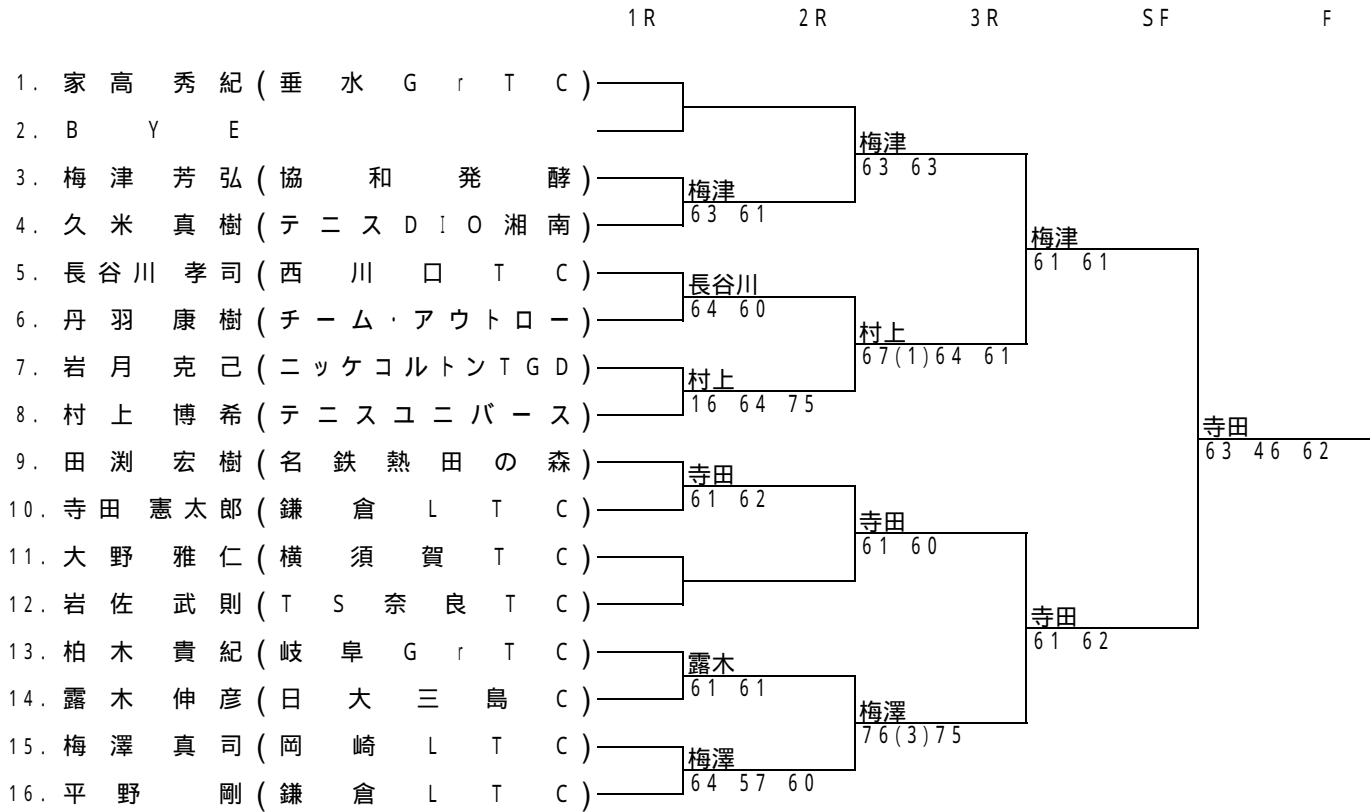 1R 2R 3R SF F
1. 家高 秀紀(垂水GrTC)
2. BYE
梅津
63 63
3. 梅津 芳弘(協和発酵)
梅津
63 61
4. 久米 真樹(テニスDIO湘南)
梅津
61 61
5. 長谷川 孝司(西川口TC)
長谷川
64 60
6. 丹羽 康樹(チーム・アウトロー)
村上
67(1)64 61
7. 岩月 克己(ニッケコルトンTGD)
村上
16 64 75
8. 村上 博希(テニスユニバース)
寺田
63 46 62
9. 田渕 宏樹(名鉄熱田の森)
寺田
61 62
10. 寺田 憲太郎(鎌倉LTC)
寺田
61 60
11. 大野 雅仁(横須賀TC)
12. 岩佐 武則(TS奈良TC)
寺田
61 62
13. 柏木 貴紀(岐阜GrTC)
露木
61 61
14. 露木 伸彦(日大三島C)
梅澤
76(3)75
15. 梅澤 真司(岡崎LTC)
梅澤
64 57 60
16. 平野 剛(鎌倉LTC)